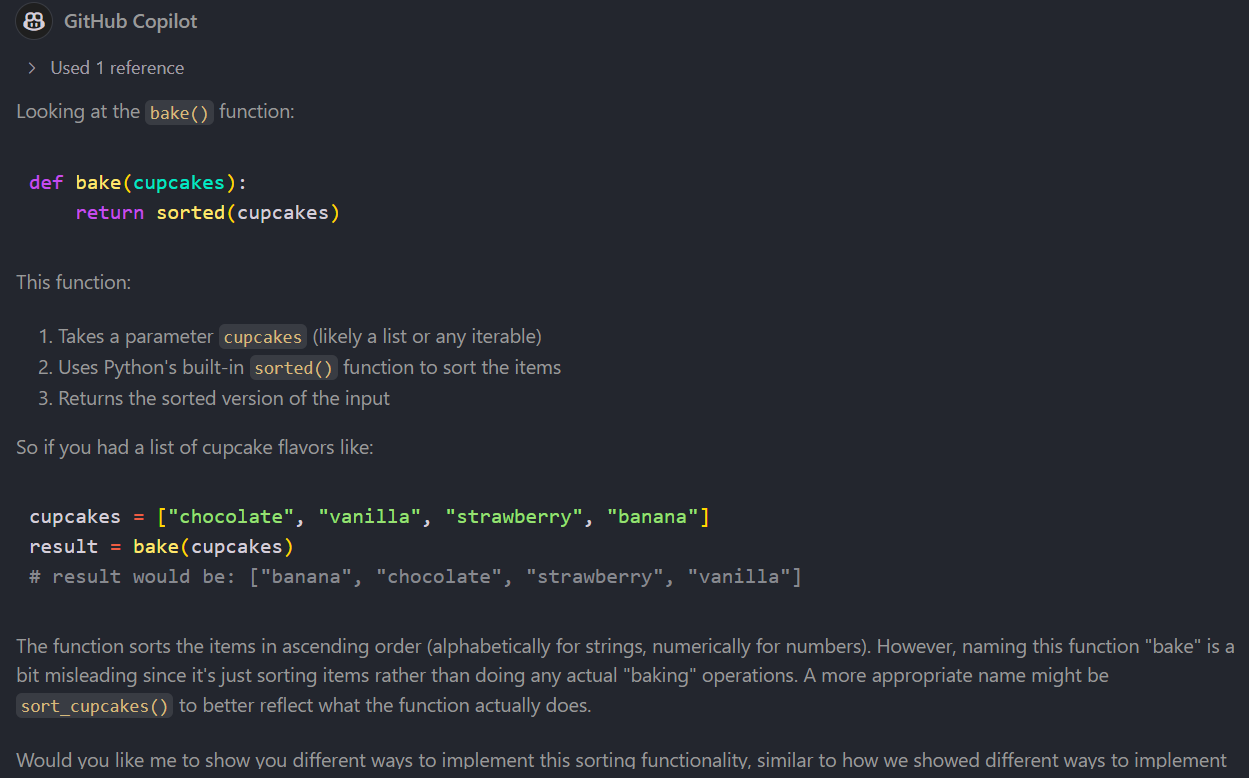 GitHub Copilot
Used 1 reference
Looking at the bake() function:
def bake(cupcakes):
    return sorted(cupcakes)
This function:
1. Takes a parameter cupcakes (likely a list or any iterable)
2. Uses Python's built-in sorted() function to sort the items
3. Returns the sorted version of the input
So if you had a list of cupcake flavors like:
cupcakes = ["chocolate", "vanilla", "strawberry", "banana"]
result = bake(cupcakes)
# result would be: ["banana", "chocolate", "strawberry", "vanilla"]
The function sorts the items in ascending order (alphabetically for strings, numerically for numbers). However, naming this function "bake" is a
bit misleading since it's just sorting items rather than doing any actual "baking" operations. A more appropriate name might be
sort_cupcakes() to better reflect what the function actually does.
Would you like me to show you different ways to implement this sorting functionality, similar to how we showed different ways to implement